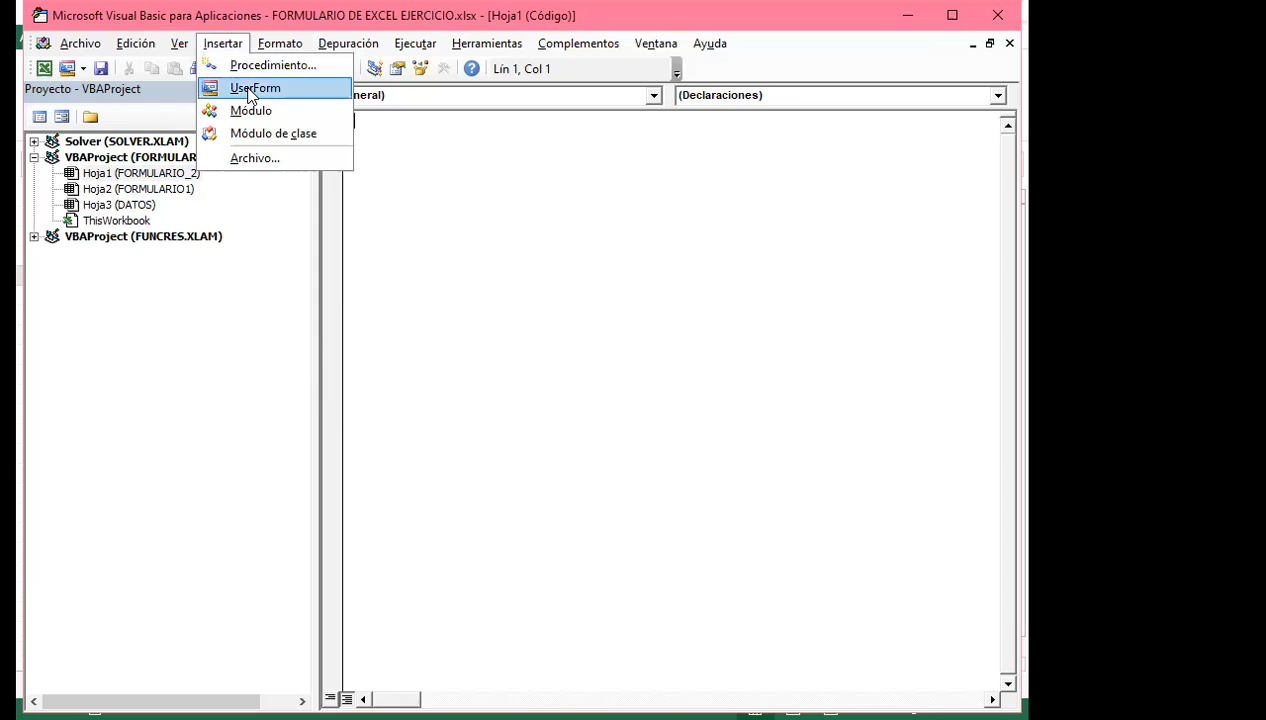 Microsoft Visual Basic para Aplicaciones - FORMULARIO DE EXCEL EJERCICIO.xlsx - [Hoja1 (Código)]
Archivo Edición Ver Insertar Formato Depuración Ejecutar Herramientas Complementos Ventana Ayuda
Lín 1, Col 1
Procedimiento...
UserForm
Módulo
Módulo de clase
Archivo...
Proyecto - VBAProject
neral)
(Declaraciones)
Solver (SOLVER.XLAM)
VBAProject (FORMULAR
Hoja1 (FORMULARIO_2)
Hoja2 (FORMULARIO1)
Hoja3 (DATOS)
ThisWorkbook
VBAProject (FUNCRES.XLAM)